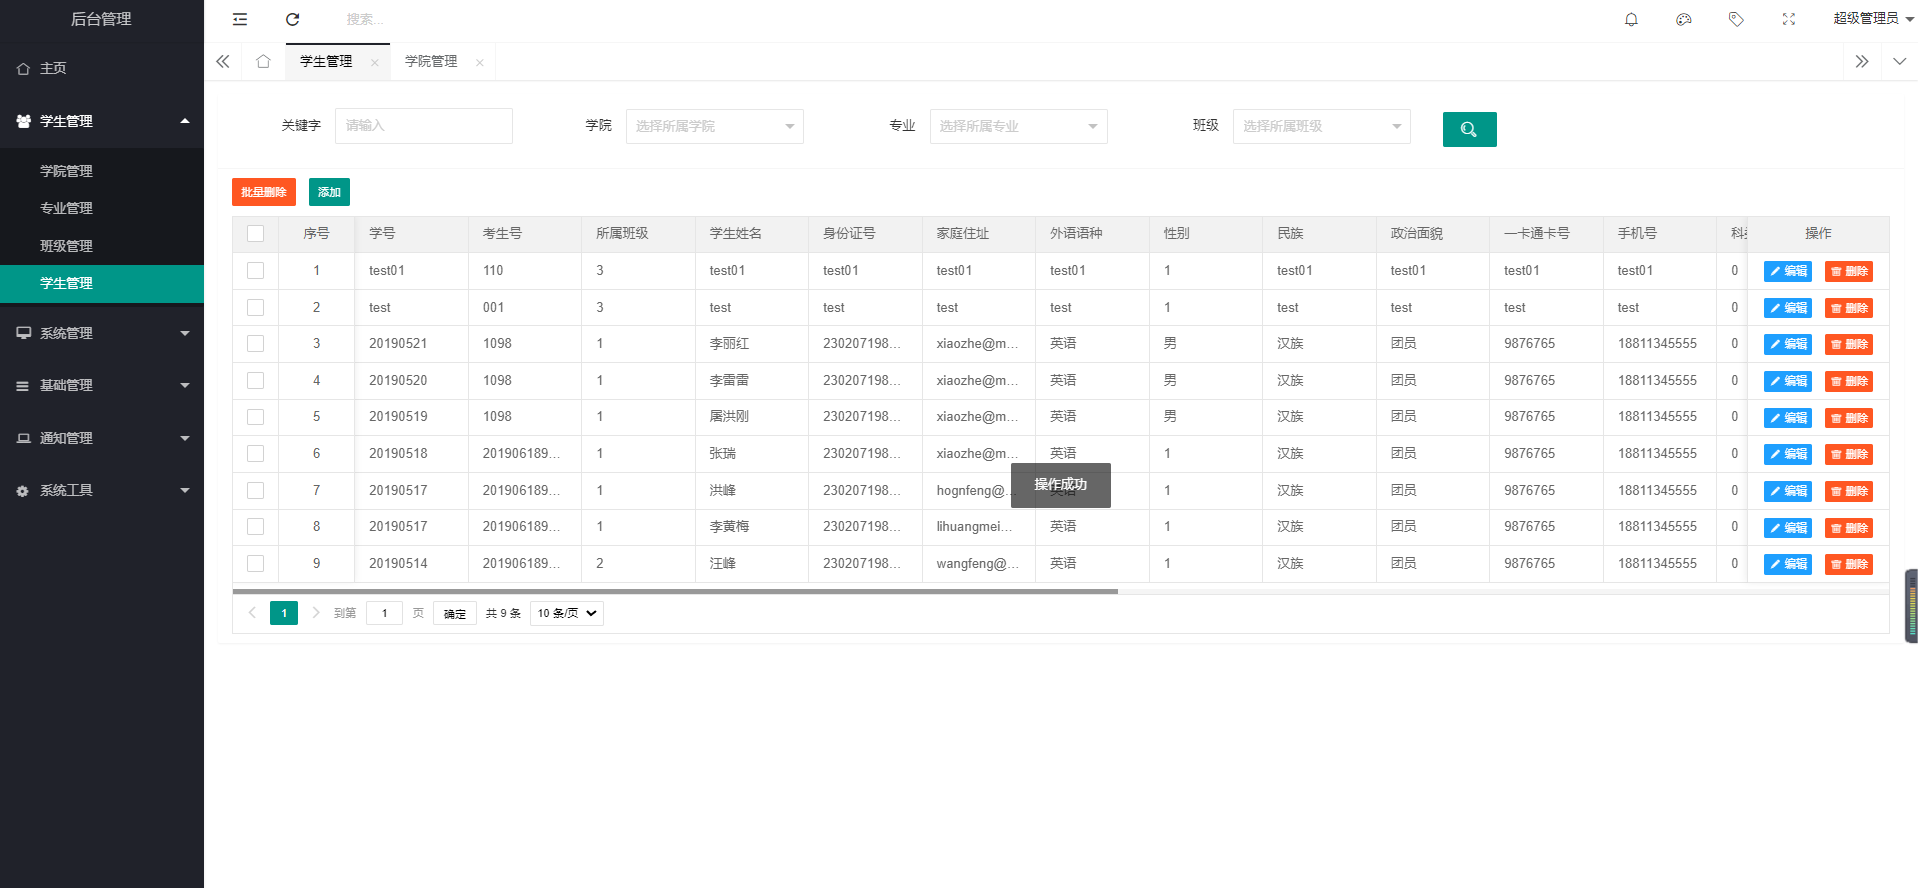 后台管理
搜索...
超级管理员
主页
学生管理
学院管理
专业管理
班级管理
学生管理
系统管理
基础管理
通知管理
系统工具
学生管理 学院管理
关键字 请输入 学院 选择所属学院 专业 选择所属专业 班级 选择所属班级
批量删除 添加
序号 学号 考生号 所属班级 学生姓名 身份证号 家庭住址 外语语种 性别 民族 政治面貌 一卡通卡号 手机号 操作
1 test01 110 3 test01 test01 test01 test01 1 test01 test01 test01 test01 0 编辑 删除
2 test 001 3 test test test test 1 test test test test 0 编辑 删除
3 20190521 1098 1 李丽红 230207198... xiaozhe@m... 英语 男 汉族 团员 9876765 18811345555 0 编辑 删除
4 20190520 1098 1 李雷雷 230207198... xiaozhe@m... 英语 男 汉族 团员 9876765 18811345555 0 编辑 删除
5 20190519 1098 1 屠洪刚 230207198... xiaozhe@m... 英语 男 汉族 团员 9876765 18811345555 0 编辑 删除
6 20190518 201906189... 1 张瑞 230207198... xiaozhe@m... 英语 1 汉族 团员 9876765 18811345555 0 编辑 删除
7 20190517 201906189... 1 洪峰 230207198... hognfeng@... 英语 1 汉族 团员 9876765 18811345555 0 编辑 删除
8 20190517 201906189... 1 李黄梅 230207198... lihuangmei... 英语 1 汉族 团员 9876765 18811345555 0 编辑 删除
9 20190514 201906189... 2 汪峰 230207198... wangfeng@... 英语 1 汉族 团员 9876765 18811345555 0 编辑 删除
操作成功
1 到第 1 页 确定 共 9 条 10 条/页